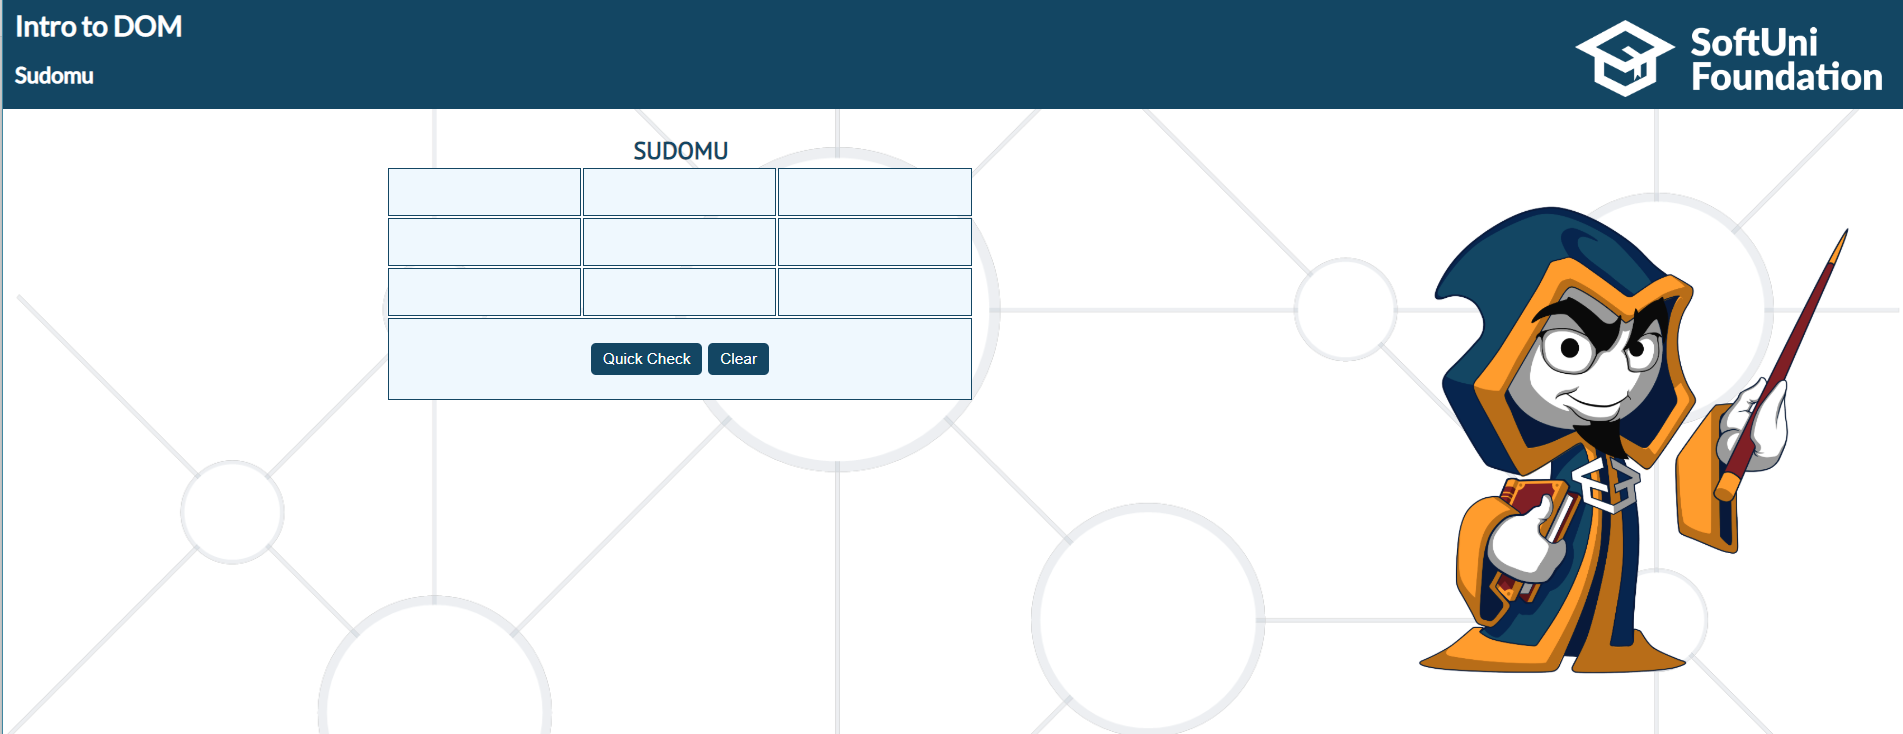 Intro to DOM
Sudomu
SoftUni
Foundation
SUDOMU
Quick Check
Clear